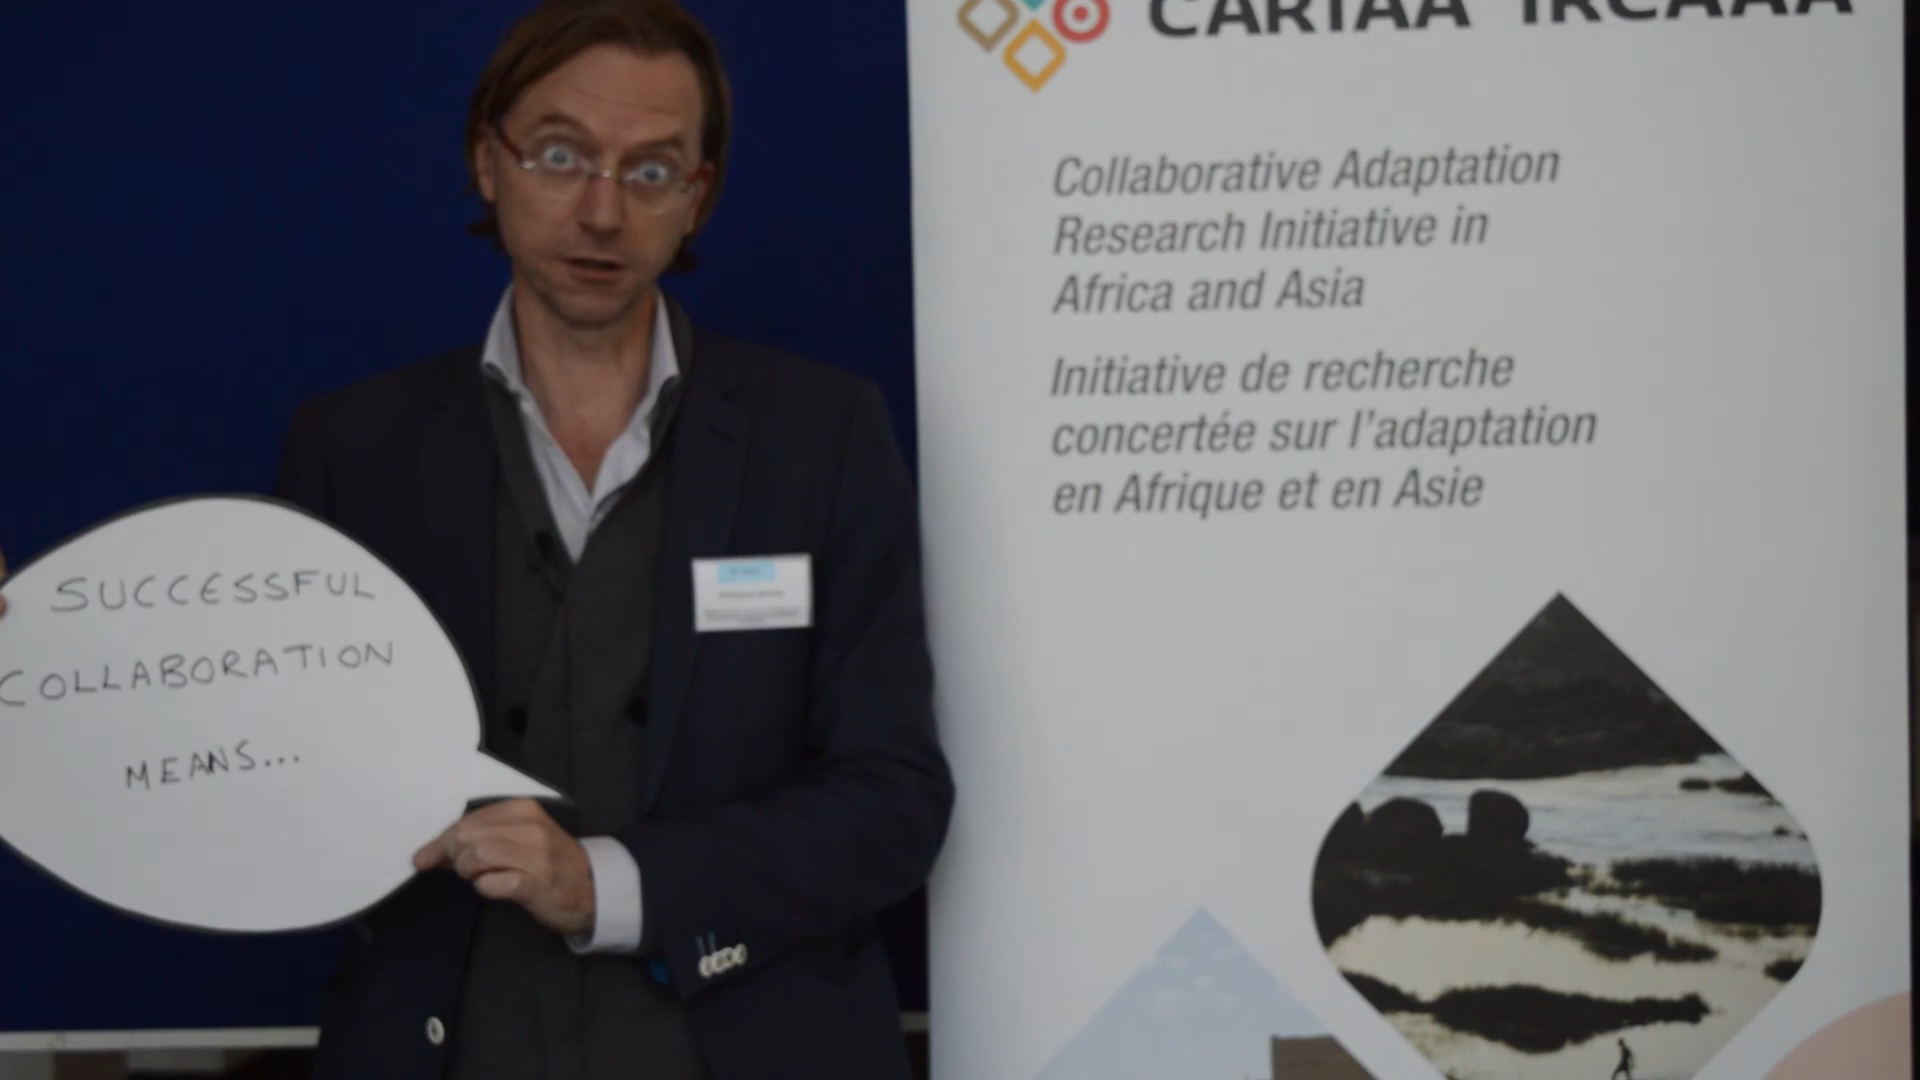 CARIAA IRCAAA
Collaborative Adaptation
Research Initiative in
Africa and Asia
Initiative de recherche
concertée sur l'adaptation
en Afrique et en Asie
SUCCESSFUL
COLLABORATION
MEANS...